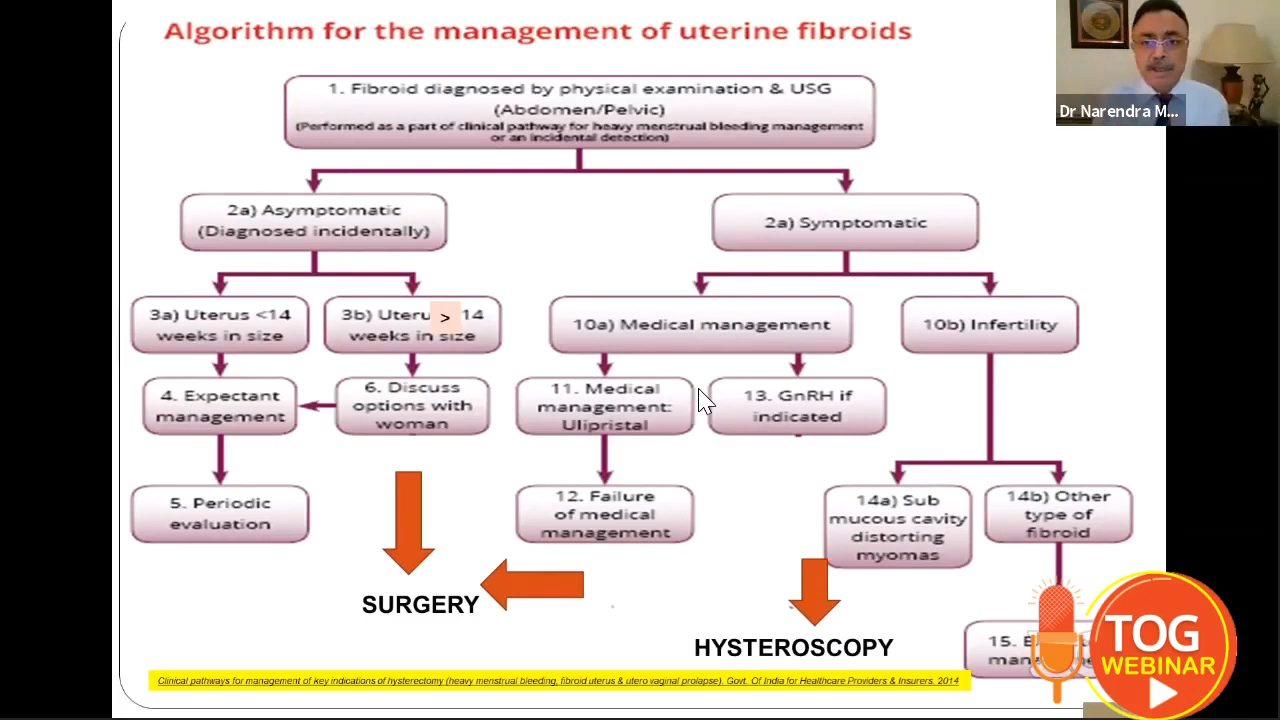 Algorithm for the management of uterine fibroids
Dr Narendra M...
1. Fibroid diagnosed by physical examination & USG
(Abdomen/Pelvic)
(Performed as a part of clinical pathway for heavy menstrual bleeding management
or an incidental detection)
2a) Asymptomatic
(Diagnosed incidentally)
2a) Symptomatic
3a) Uterus <14
weeks in size
3b) > 14
weeks in size
10a) Medical management
10b) Infertility
4. Expectant
management
6. Discuss
options with
woman
11. Medical
management:
Ulipristal
13. GnRH if
indicated
5. Periodic
evaluation
12. Failure
of medical
management
14a) Sub
mucous cavity
distorting
myomas
14b) Other
type of
fibroid
SURGERY
HYSTEROSCOPY
15.
TOG
WEBINAR
Clinical pathways for management of key indications of hysterectomy (heavy menstrual bleeding, fibroid uterus & utero vaginal prolapse). Govt. Of India for Healthcare Providers & Insurers. 2014